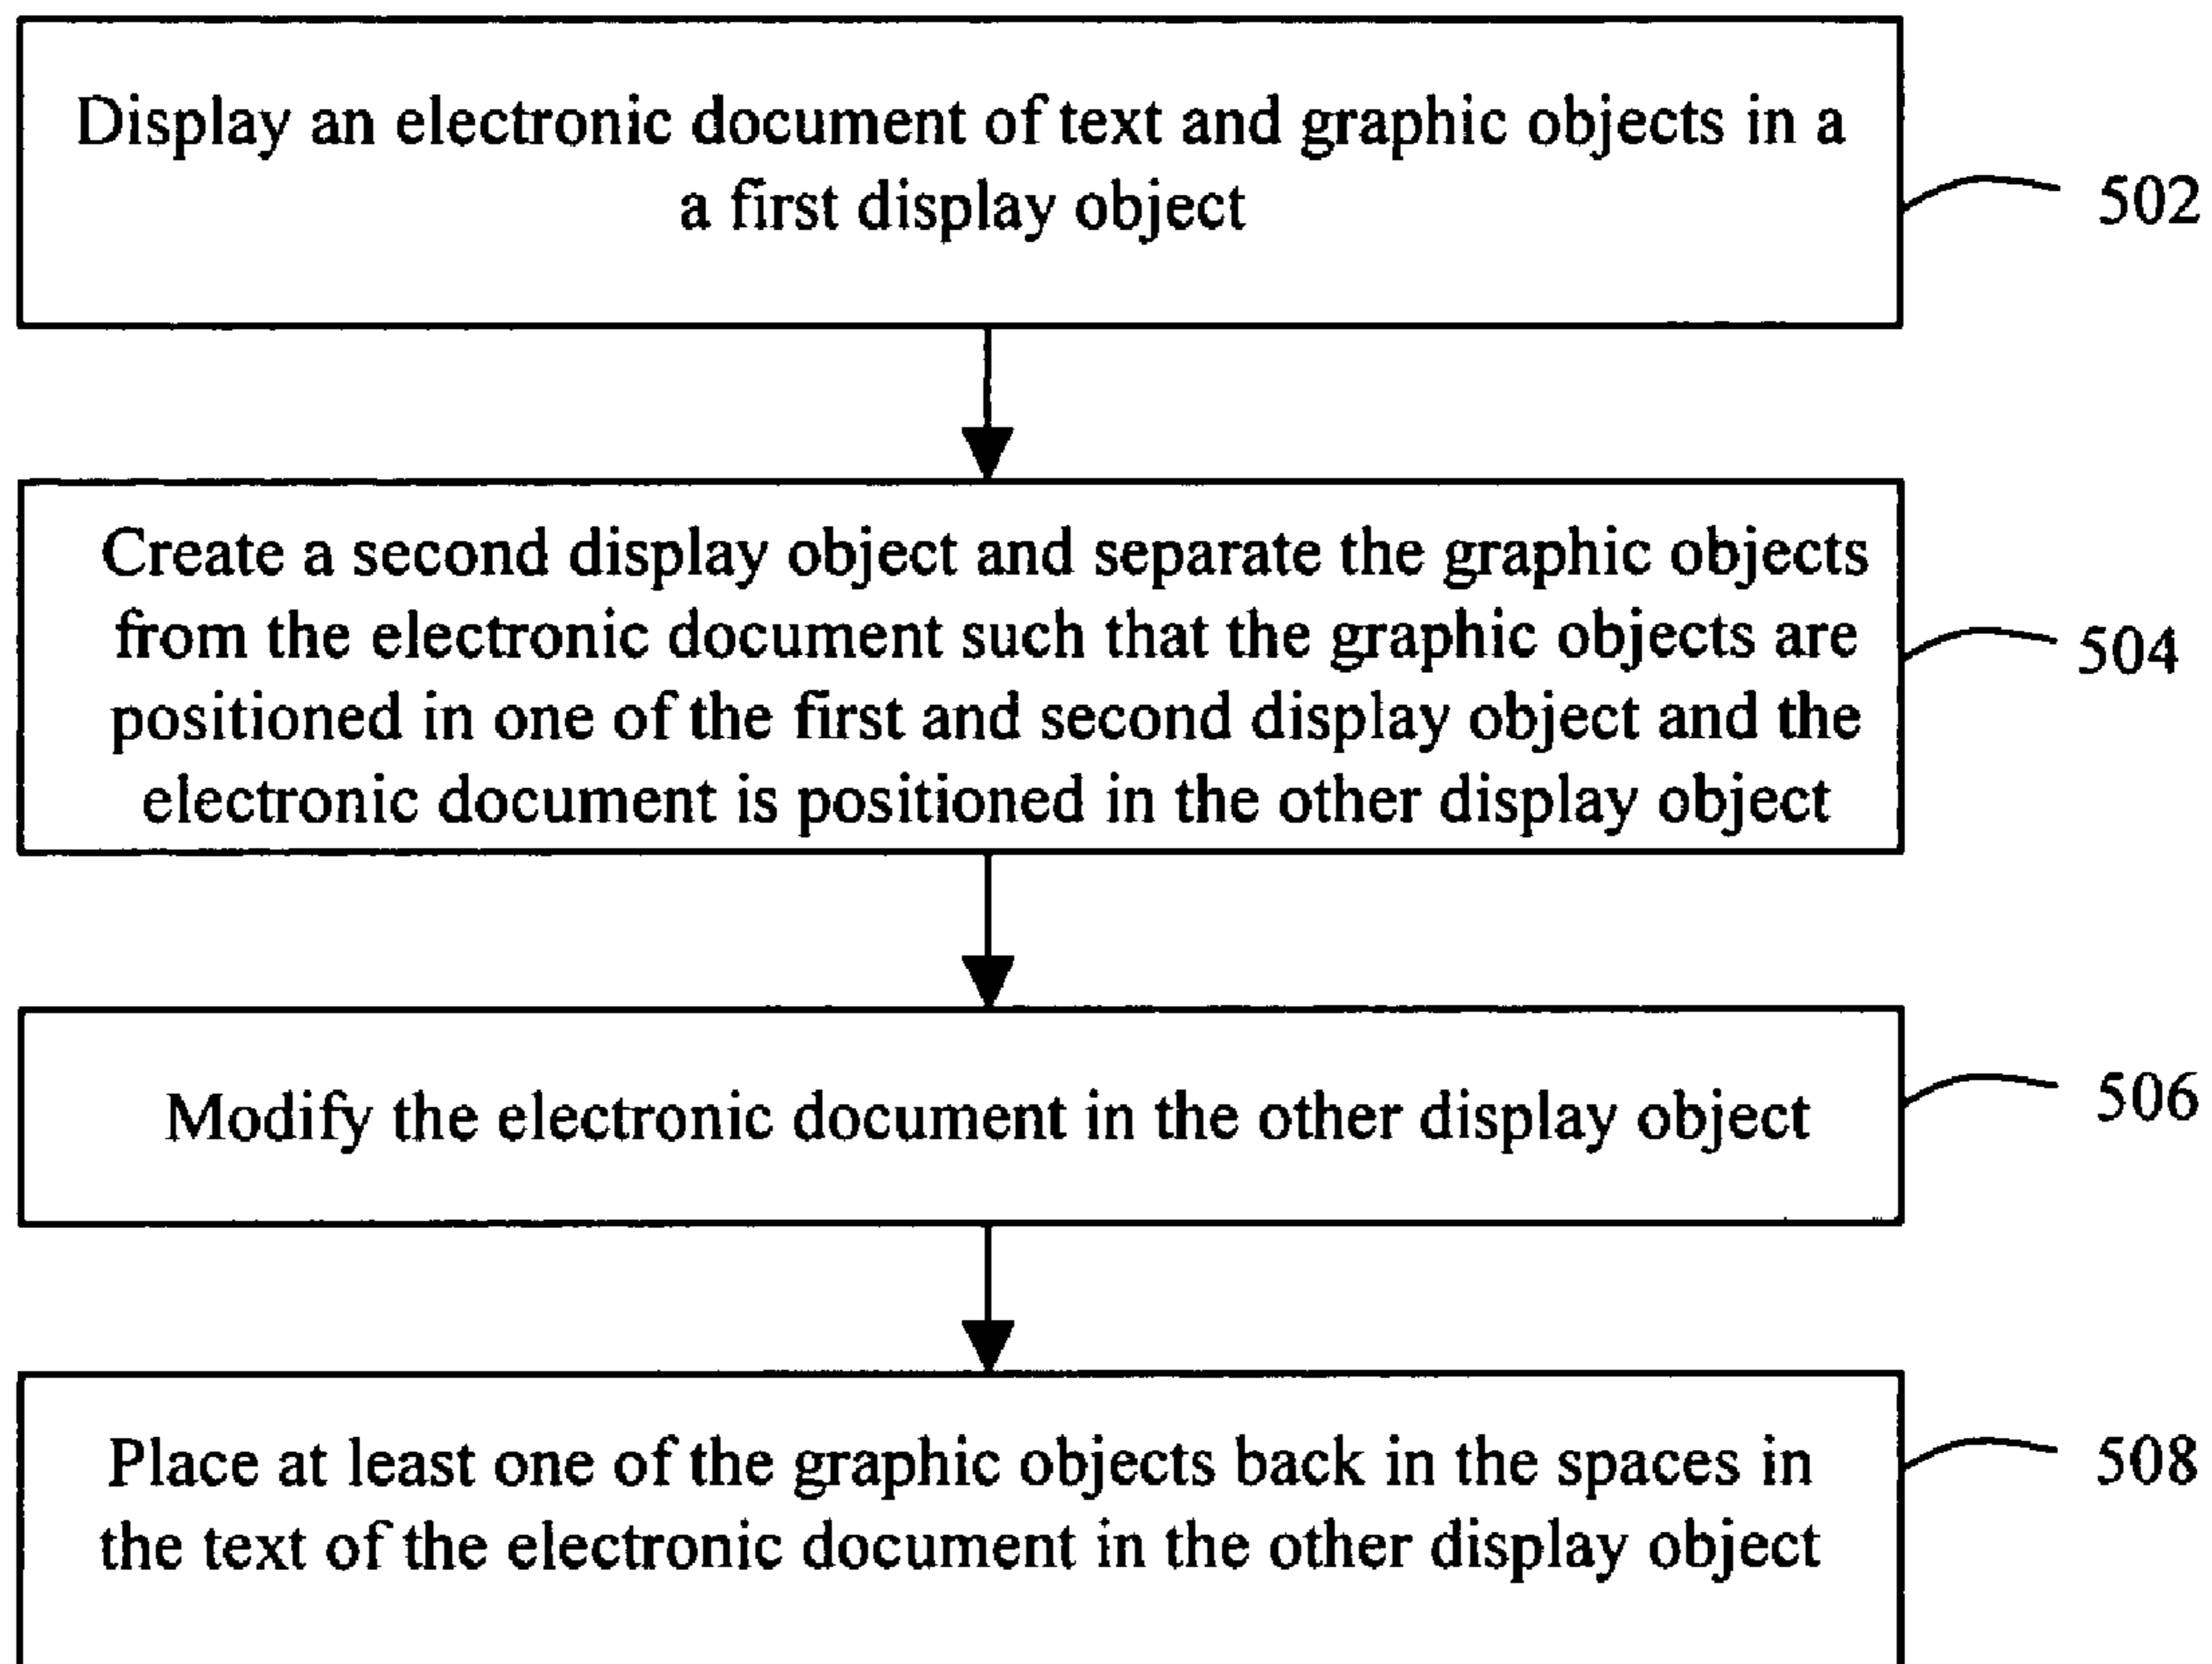 Display an electronic document of text and graphic objects in a
a first display object
502
Create a second display object and separate the graphic objects
from the electronic document such that the graphic objects are
positioned in one of the first and second display object and the
electronic document is positioned in the other display object
504
Modify the electronic document in the other display object
506
Place at least one of the graphic objects back in the spaces in
the text of the electronic document in the other display object
508